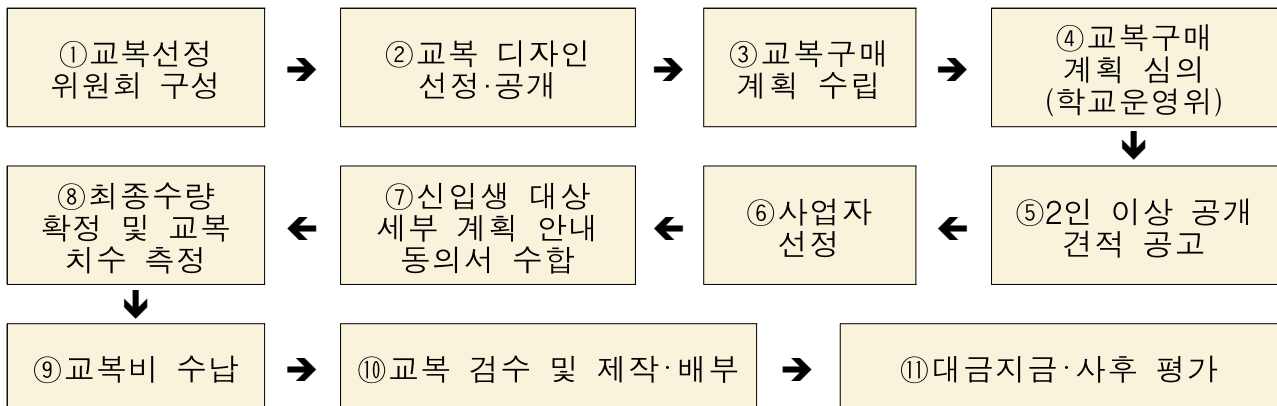 ①교복선정
위원회 구성
②교복 디자인
선정·공개
③교복구매
계획 수립
④교복구매
계획 심의
(학교운영위)
⑤2인 이상 공개
견적 공고
⑥사업자
선정
⑦신입생 대상
세부 계획 안내
동의서 수합
⑧최종수량
확정 및 교복
치수 측정
⑨교복비 수납
⑩교복 검수 및 제작·배부
⑪대금지금·사후 평가